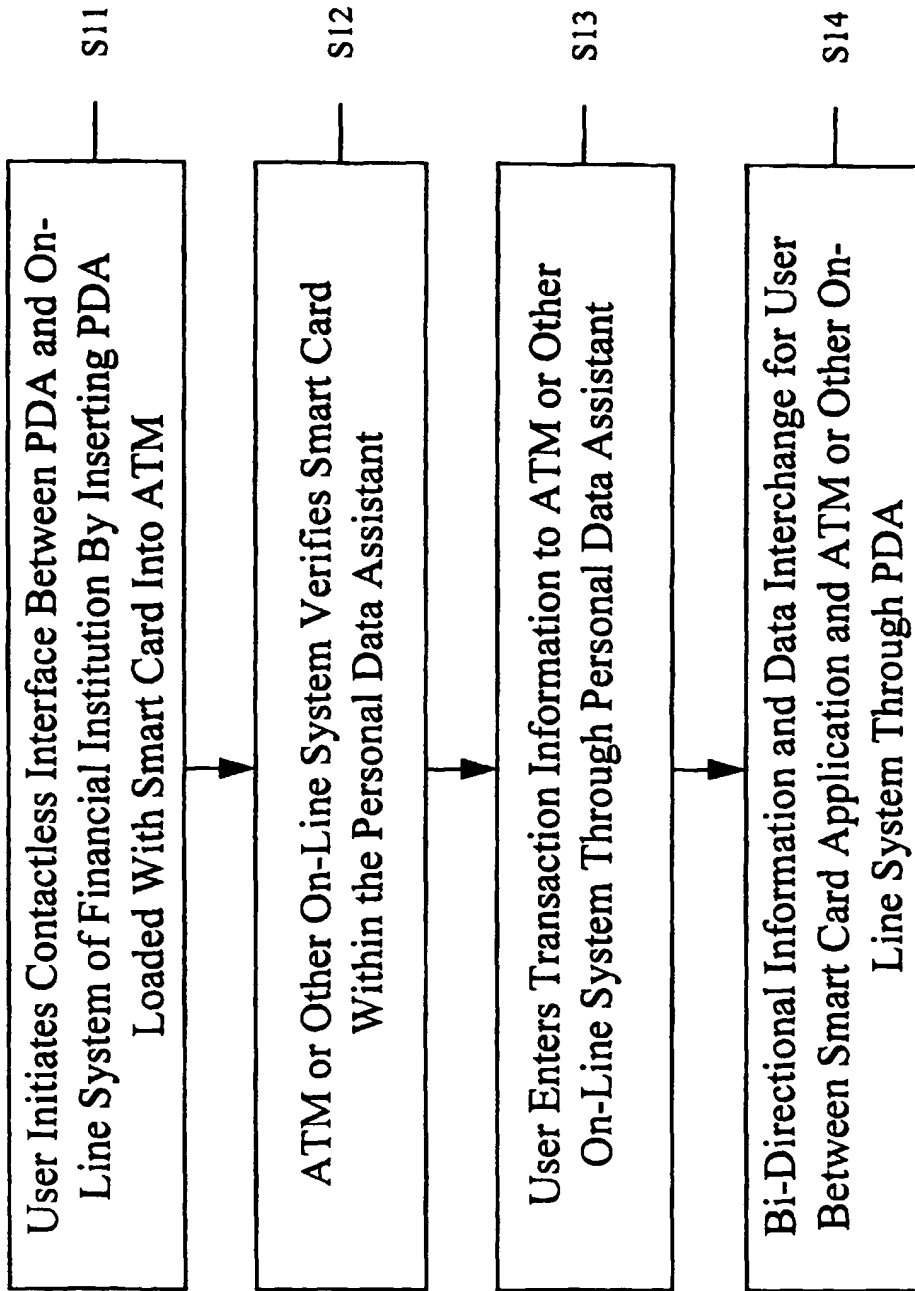 User Initiates Contactless Interface Between PDA and On-
Line System of Financial Institution By Inserting PDA
Loaded With Smart Card Into ATM
S11
ATM or Other On-Line System Verifies Smart Card
Within the Personal Data Assistant
S12
User Enters Transaction Information to ATM or Other
On-Line System Through Personal Data Assistant
S13
Bi-Directional Information and Data Interchange for User
Between Smart Card Application and ATM or Other On-
Line System Through PDA
S14